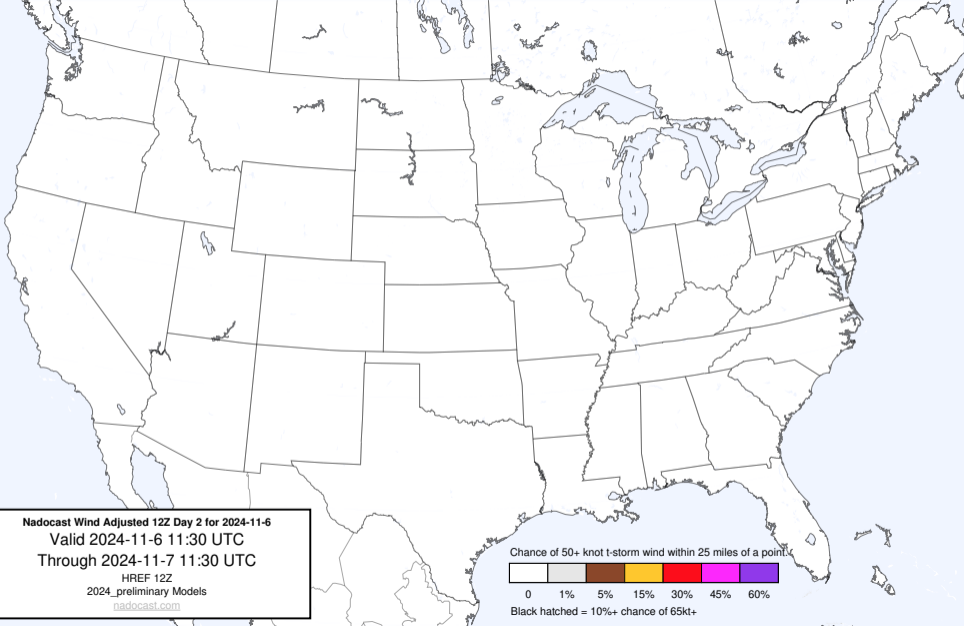 Nadocast Wind Adjusted 12Z Day 2 for 2024-11-6
Valid 2024-11-6 11:30 UTC
Through 2024-11-7 11:30 UTC
HREF 12Z
2024_preliminary Models
nadocast.com
Chance of 50+ knot t-storm wind within 25 miles of a point.
0 1% 5% 15% 30% 45% 60%
Black hatched = 10%+ chance of 65kt+